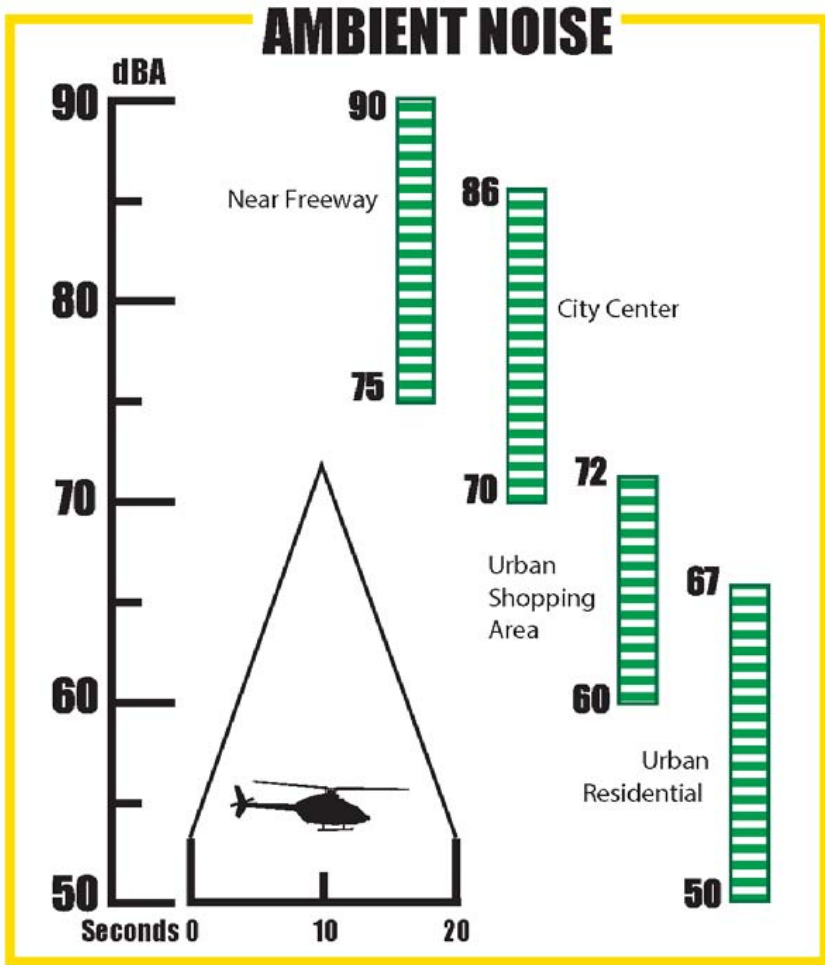 AMBIENT NOISE
dBA
90
80
70
60
50
90
Near Freeway
75
86
City Center
70
72
Urban
Shopping
Area
60
67
Urban
Residential
50
Seconds 0 10 20